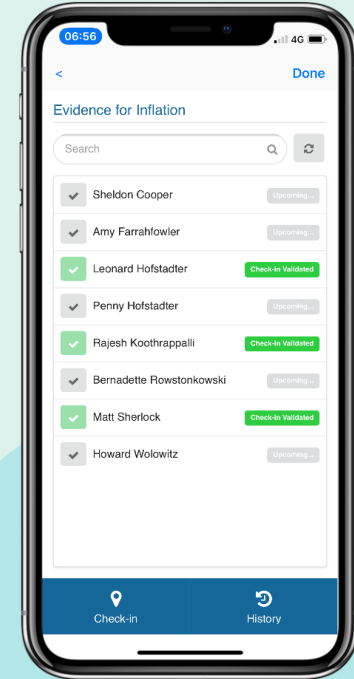 06:56 4G
< Done
Evidence for Inflation
Search
Sheldon Cooper Upcoming...
Amy Farrahfowler Upcoming...
Leonard Hofstadter Check-in Validated
Penny Hofstadter Upcoming...
Rajesh Koothrappalli Check-in Validated
Bernadette Rowstonkowski Upcoming...
Matt Sherlock Check-in Validated
Howard Wolowitz Upcoming...
Check-in History